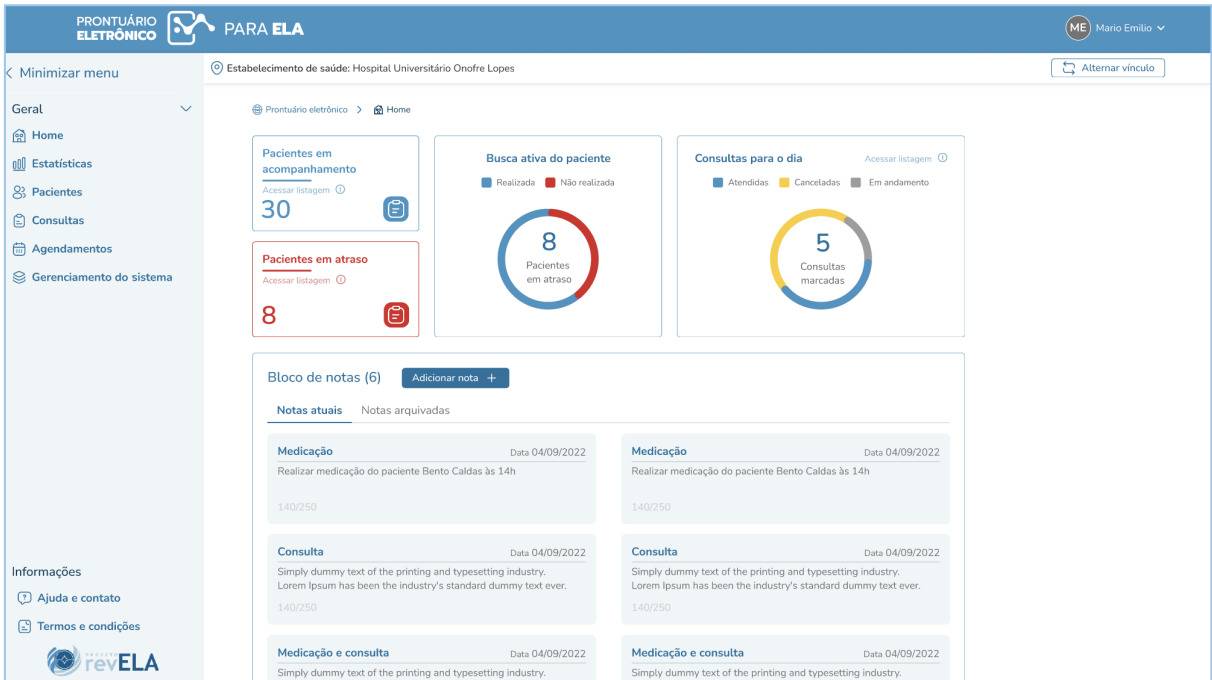 PRONTUÁRIO
ELETRÔNICO
PARA ELA
ME Mario Emilio
Minimizar menu
Estabelecimento de saúde: Hospital Universitário Onofre Lopes
Alternar vínculo
Geral
Home
Estatísticas
Pacientes
Consultas
Agendamentos
Gerenciamento do sistema
Prontuário eletrônico > Home
Pacientes em
acompanhamento
Acessar listagem
30
Pacientes em atraso
Acessar listagem
8
Busca ativa do paciente
Realizada Não realizada
8
Pacientes
em atraso
Consultas para o dia Acessar listagem
Atendidas Canceladas Em andamento
5
Consultas
marcadas
Bloco de notas (6) Adicionar nota +
Notas atuais Notas arquivadas
Medicação Data 04/09/2022
Realizar medicação do paciente Bento Caldas às 14h
140/250
Medicação Data 04/09/2022
Realizar medicação do paciente Bento Caldas às 14h
140/250
Consulta Data 04/09/2022
Simply dummy text of the printing and typesetting industry.
Lorem Ipsum has been the industry's standard dummy text ever.
140/250
Consulta Data 04/09/2022
Simply dummy text of the printing and typesetting industry.
Lorem Ipsum has been the industry's standard dummy text ever.
140/250
Medicação e consulta Data 04/09/2022
Simply dummy text of the printing and typesetting industry.
Medicação e consulta Data 04/09/2022
Simply dummy text of the printing and typesetting industry.
Informações
Ajuda e contato
Termos e condições
PROJETO
revELA